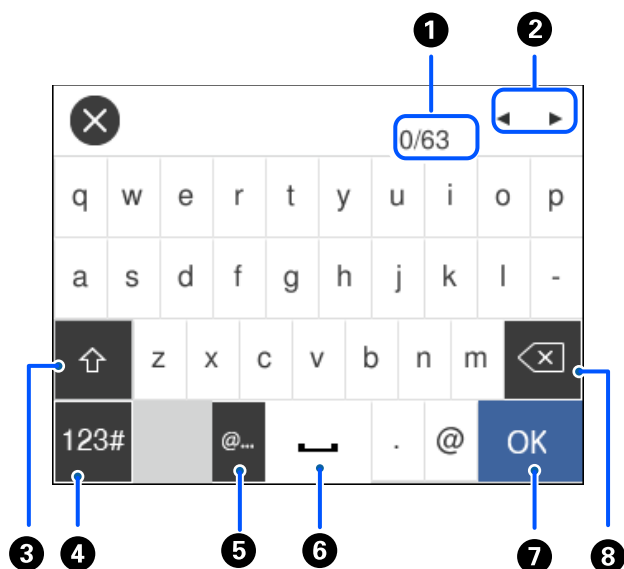 1 2
0/63
q w e r t y u i o p
a s d f g h j k l -
z x c v b n m
123# @... . @ OK
3 4 5 6 7 8